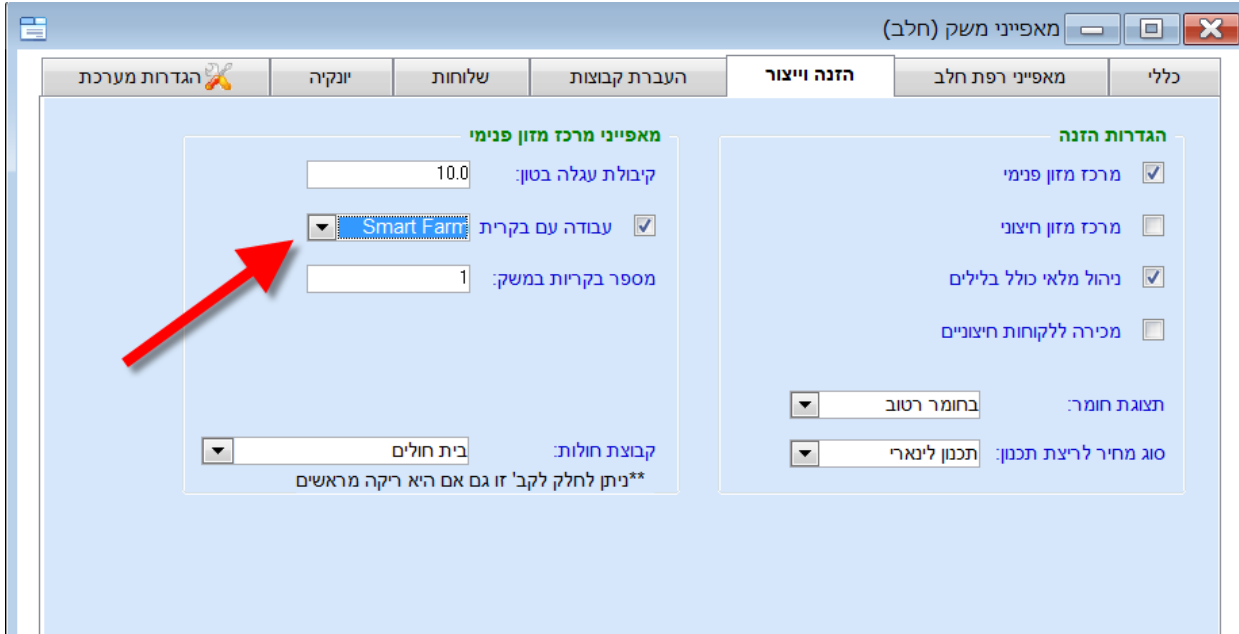 מאפייני משק (חלב)
כללי
מאפייני רפת חלב
הזנה וייצור
העברת קבוצות
שלוחות
יונקיה
הגדרות מערכת
הגדרות הזנה
מרכז מזון פנימי
מרכז מזון חיצוני
ניהול מלאי כולל בלילים
מכירה ללקוחות חיצוניים
תצוגת חומר: בחומר רטוב
סוג מחיר לריצת תכנון: תכנון לינארי
מאפייני מרכז מזון פנימי
קיבולת עגלה בטון: 10.0
עבודה עם בקרית Smart Farm
מספר בקריות במשק: 1
קבוצת חולות: בית חולים
**ניתן לחלק לקב' זו גם אם היא ריקה מראשים